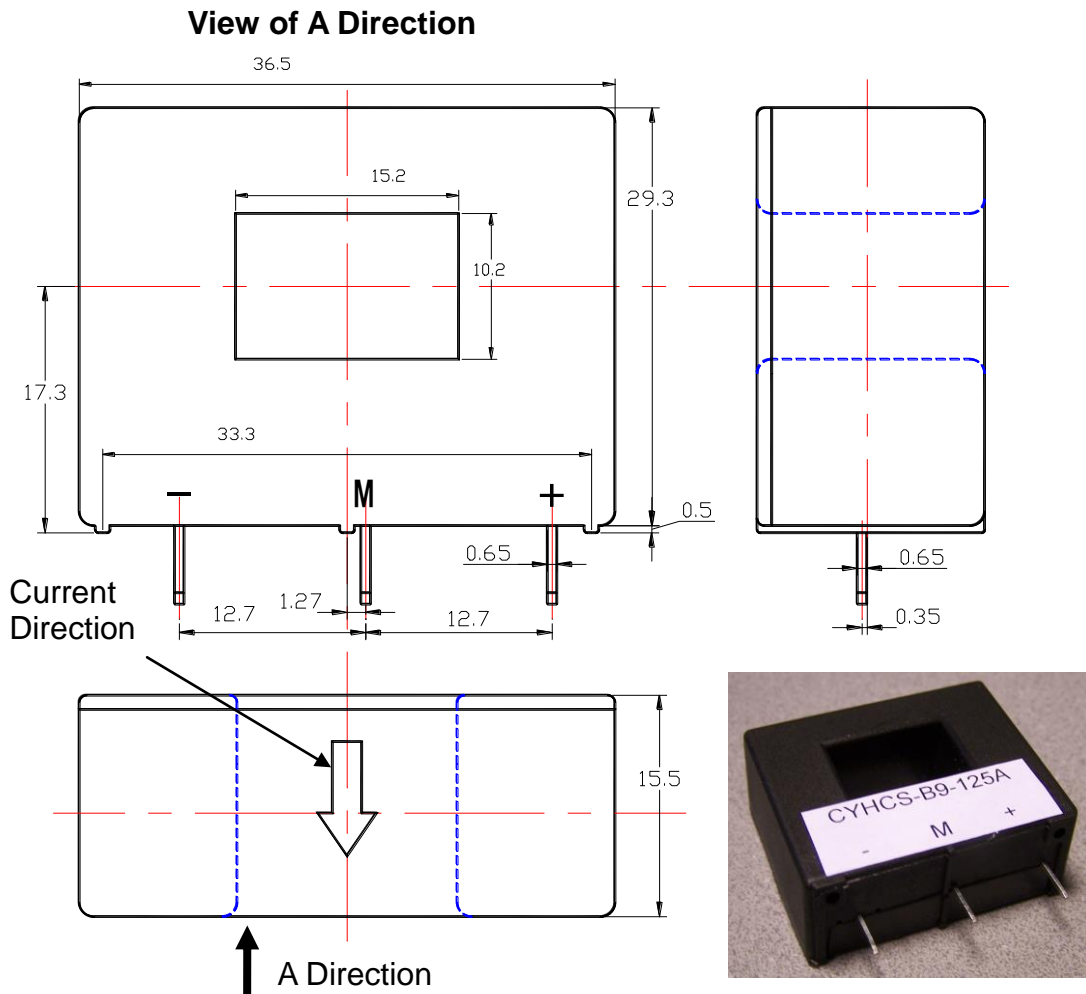 View of A Direction
36.5
15.2
29.3
10.2
17.3
33.3
− M +
0.5
0.65
0.65
Current
Direction
12.7
1.27
12.7
0.35
15.5
CYHCS-B9-125A
- M +
A Direction